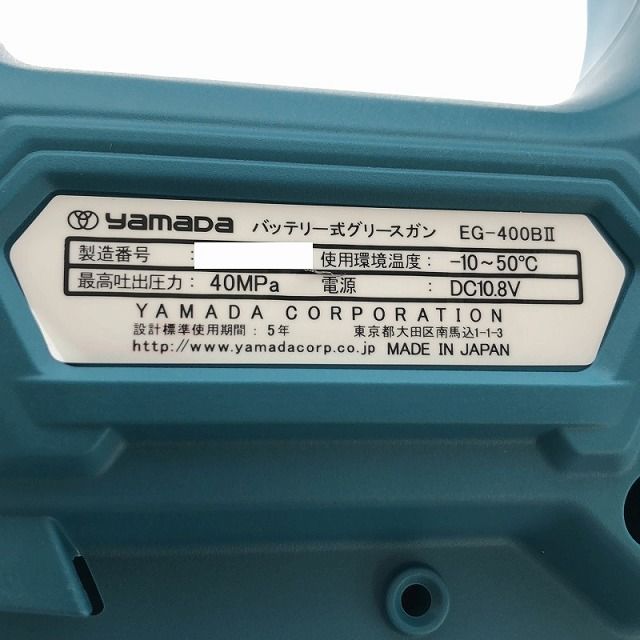 yamada バッテリー式グリースガン EG-400BⅡ
製造番号 : 使用環境温度: -10~50℃
最高吐出圧力: 40MPa 電源 : DC10.8V
YAMADA CORPORATION
設計標準使用期間:5年 東京都大田区南馬込1-1-3
http://www.yamadacorp.co.jp MADE IN JAPAN